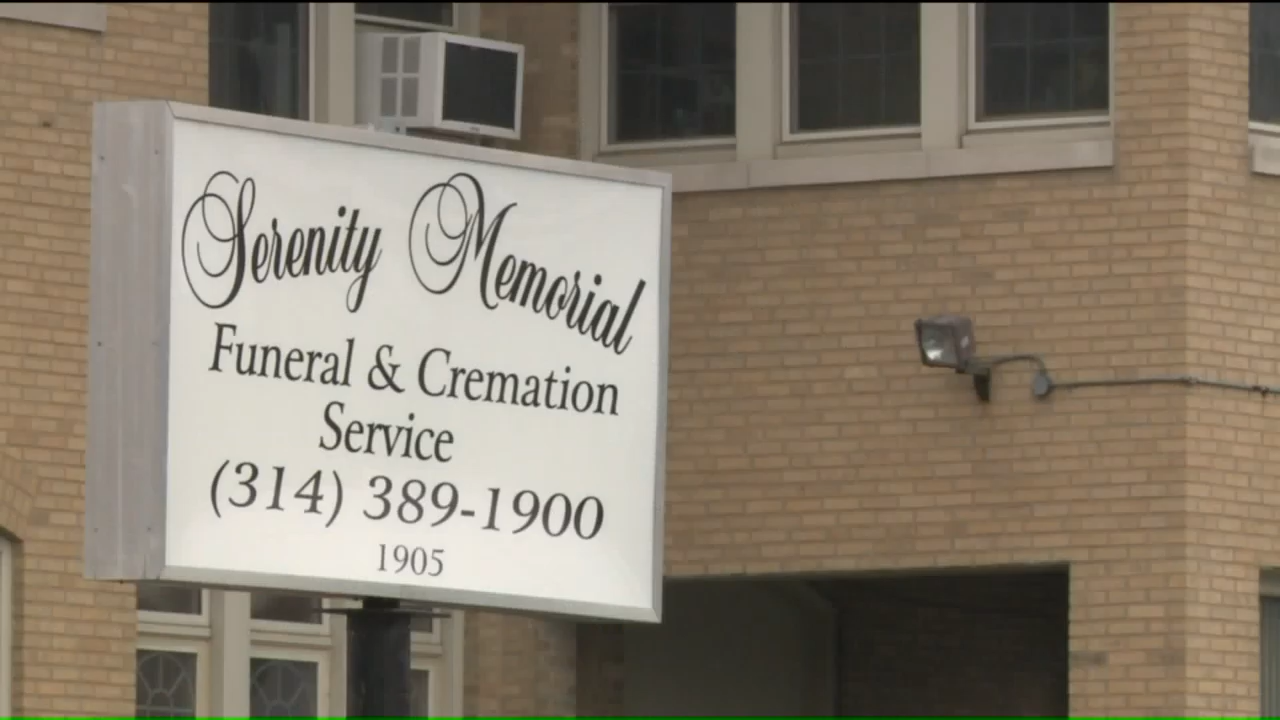 Serenity Memorial
Funeral & Cremation
Service
(314) 389-1900
1905